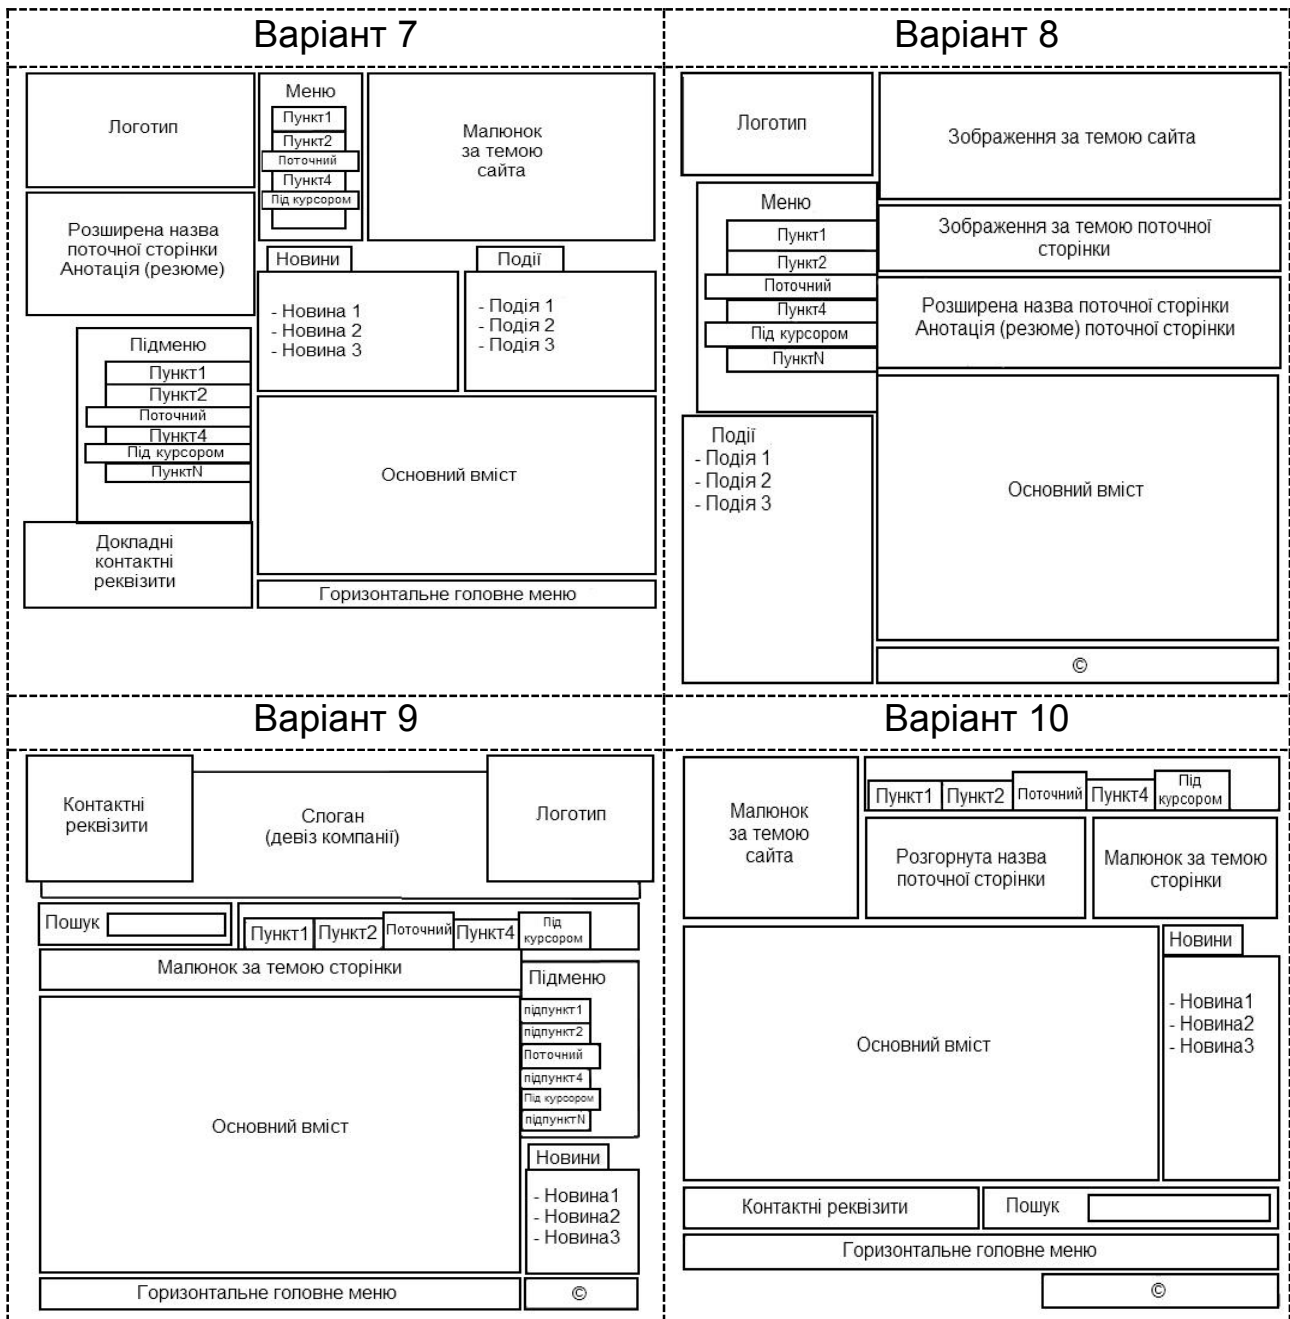 Варіант 7
Логотип
Меню
Пункт1
Пункт2
Поточний
Пункт4
Під курсором
Малюнок
за темою
сайта
Розширена назва
поточної сторінки
Анотація (резюме)
Новини
- Новина 1
- Новина 2
- Новина 3
Події
- Подія 1
- Подія 2
- Подія 3
Підменю
Пункт1
Пункт2
Поточний
Пункт4
Під курсором
ПунктN
Основний вміст
Докладні
контактні
реквізити
Горизонтальне головне меню
Варіант 8
Логотип
Зображення за темою сайта
Меню
Пункт1
Пункт2
Поточний
Пункт4
Під курсором
ПунктN
Зображення за темою поточної
сторінки
Розширена назва поточної сторінки
Анотація (резюме) поточної сторінки
Події
- Подія 1
- Подія 2
- Подія 3
Основний вміст
©
Варіант 9
Контактні
реквізити
Слоган
(девіз компанії)
Логотип
Пошук
Пункт1
Пункт2
Поточний
Пункт4
Під
курсором
Малюнок за темою сторінки
Підменю
підпункт1
підпункт2
Поточний
підпункт4
Під курсором
підпунктN
Основний вміст
Новини
- Новина1
- Новина2
- Новина3
Горизонтальне головне меню
©
Варіант 10
Малюнок
за темою
сайта
Пункт1
Пункт2
Поточний
Пункт4
Під
курсором
Розгорнута назва
поточної сторінки
Малюнок за темою
сторінки
Основний вміст
Новини
- Новина1
- Новина2
- Новина3
Контактні реквізити
Пошук
Горизонтальне головне меню
©